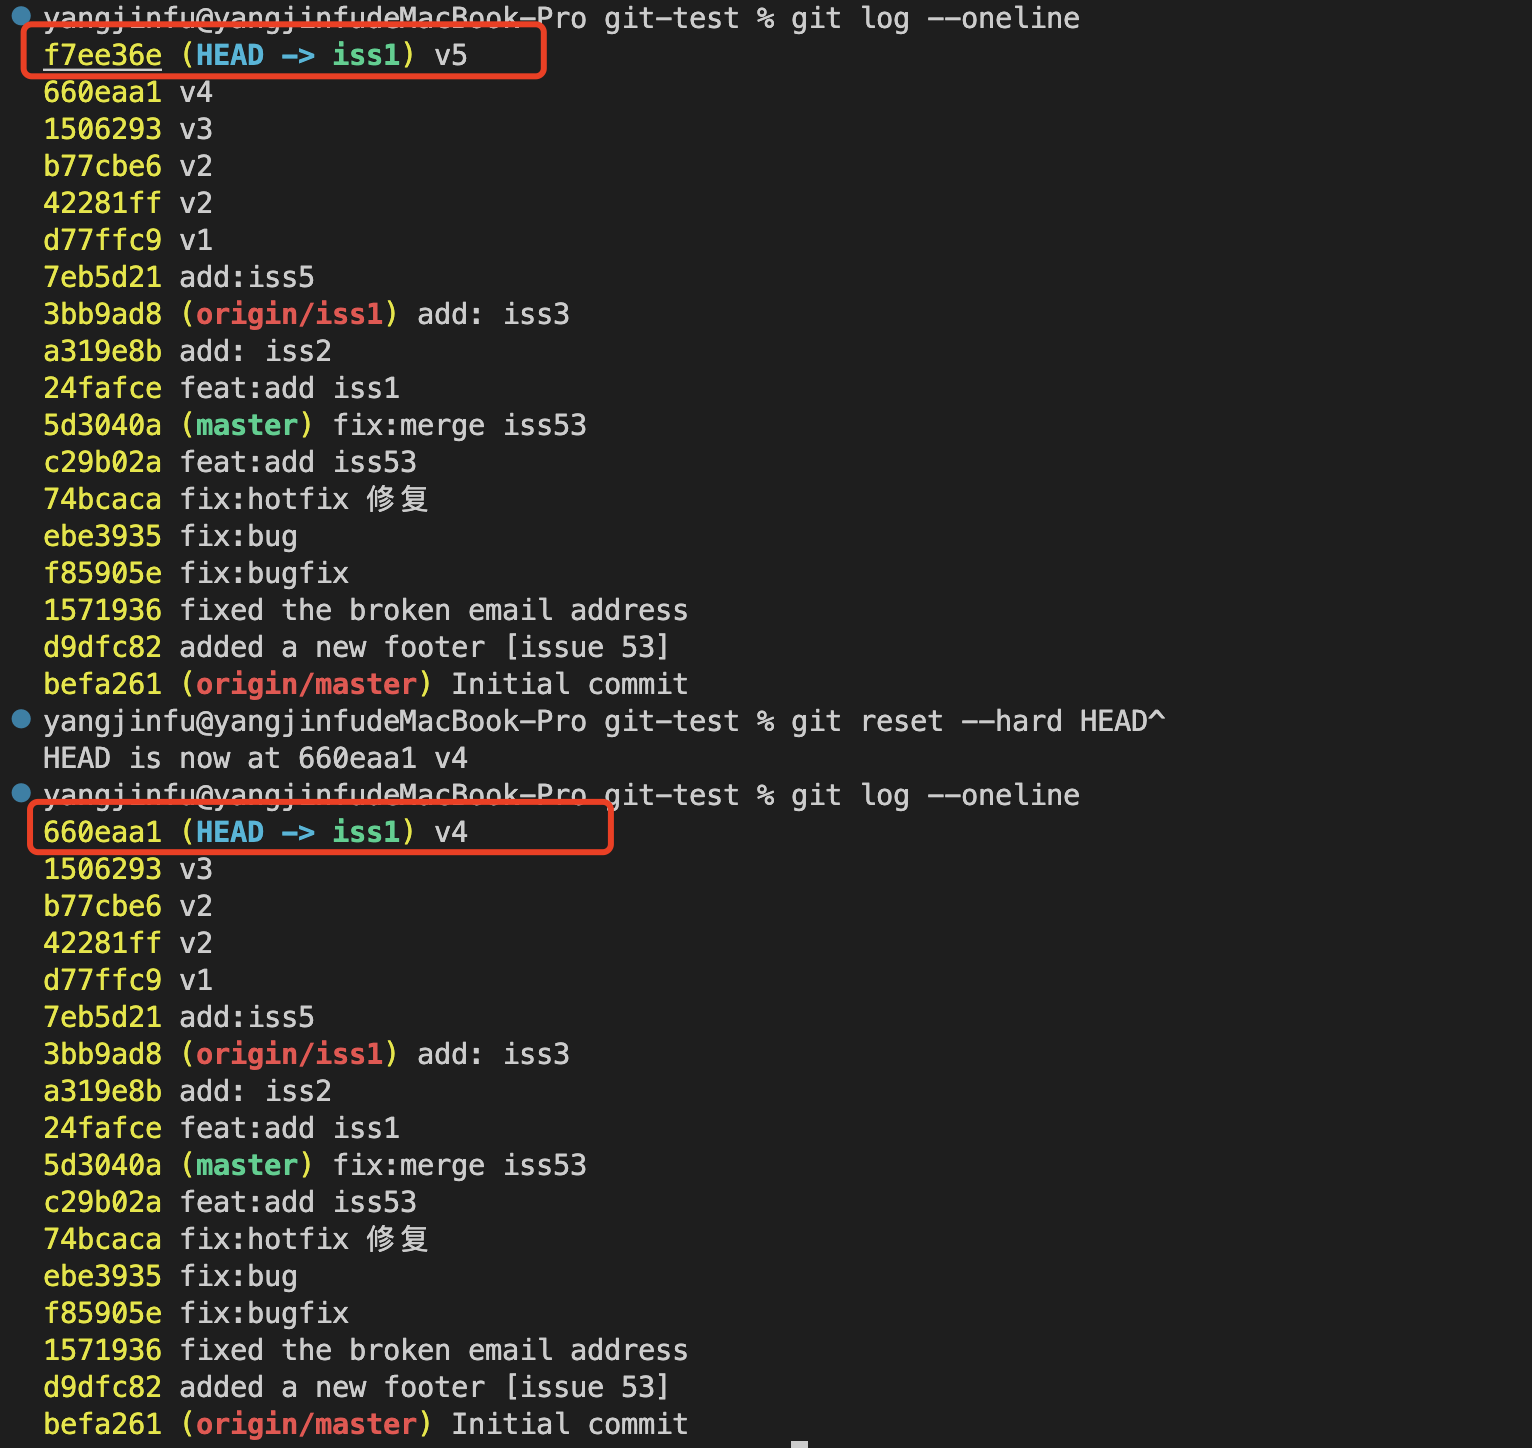 yangjinfu@yangjinfudeMacBook-Pro git-test % git log --oneline
f7ee36e (HEAD -> iss1) v5
660eaa1 v4
1506293 v3
b77cbe6 v2
42281ff v2
d77ffc9 v1
7eb5d21 add:iss5
3bb9ad8 (origin/iss1) add: iss3
a319e8b add: iss2
24fafce feat:add iss1
5d3040a (master) fix:merge iss53
c29b02a feat:add iss53
74bcaca fix:hotfix 修复
ebe3935 fix:bug
f85905e fix:bugfix
1571936 fixed the broken email address
d9dfc82 added a new footer [issue 53]
befa261 (origin/master) Initial commit
yangjinfu@yangjinfudeMacBook-Pro git-test % git reset --hard HEAD^
HEAD is now at 660eaa1 v4
yangjinfu@yangjinfudeMacBook-Pro git-test % git log --oneline
660eaa1 (HEAD -> iss1) v4
1506293 v3
b77cbe6 v2
42281ff v2
d77ffc9 v1
7eb5d21 add:iss5
3bb9ad8 (origin/iss1) add: iss3
a319e8b add: iss2
24fafce feat:add iss1
5d3040a (master) fix:merge iss53
c29b02a feat:add iss53
74bcaca fix:hotfix 修复
ebe3935 fix:bug
f85905e fix:bugfix
1571936 fixed the broken email address
d9dfc82 added a new footer [issue 53]
befa261 (origin/master) Initial commit